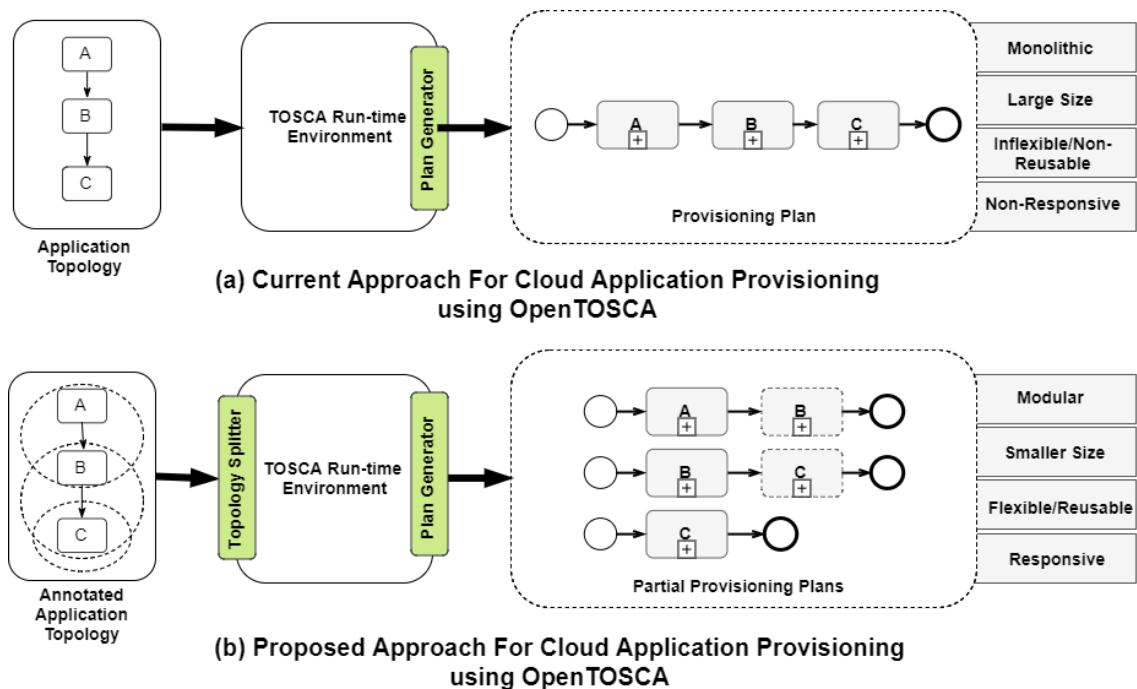 A
B
C
Application
Topology
TOSCA Run-time
Environment
Plan Generator
A
+
B
+
C
+
Provisioning Plan
Monolithic
Large Size
Inflexible/Non-
Reusable
Non-Responsive
(a) Current Approach For Cloud Application Provisioning
using OpenTOSCA
A
B
C
Annotated
Application
Topology
Topology Splitter
TOSCA Run-time
Environment
Plan Generator
A
+
B
+
B
+
C
+
C
+
Partial Provisioning Plans
Modular
Smaller Size
Flexible/Reusable
Responsive
(b) Proposed Approach For Cloud Application Provisioning
using OpenTOSCA